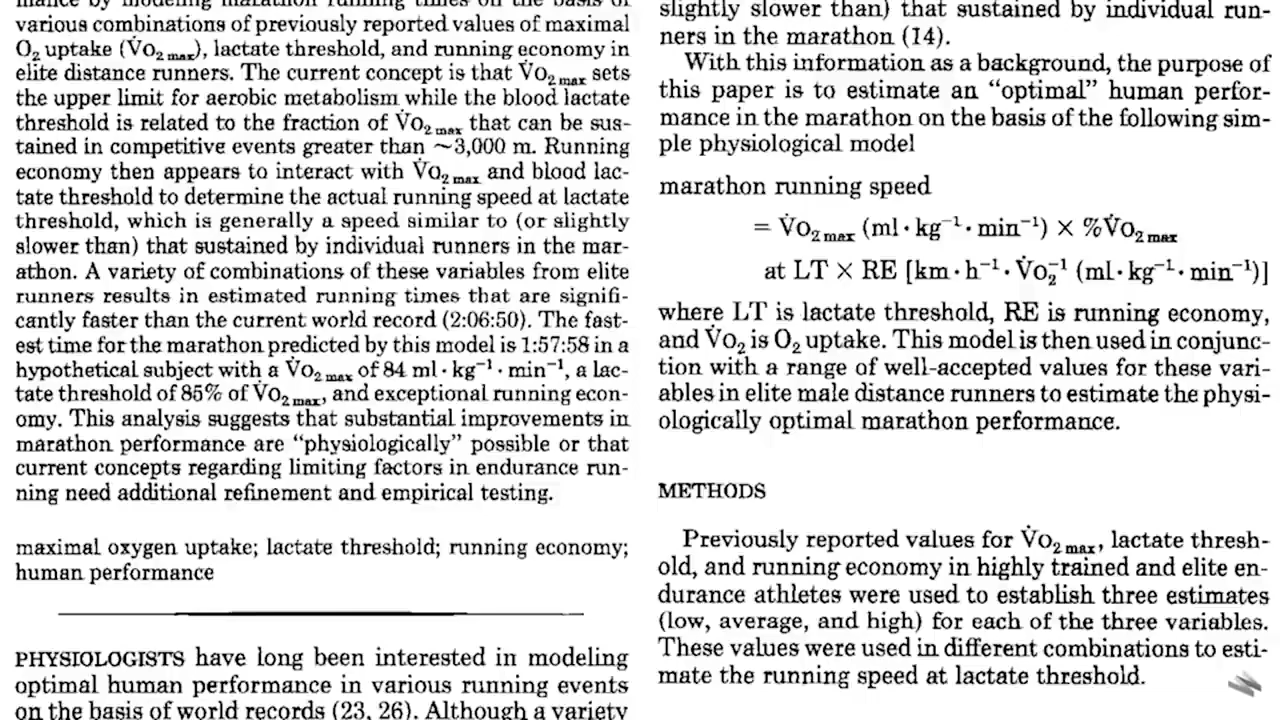 mance by modeling marathon running times on the basis of
various combinations of previously reported values of maximal
O2 uptake (V̇O2 max), lactate threshold, and running economy in
elite distance runners. The current concept is that V̇O2 max sets
the upper limit for aerobic metabolism while the blood lactate
threshold is related to the fraction of V̇O2 max that can be sus-
tained in competitive events greater than ~3,000 m. Running
economy then appears to interact with V̇O2 max and blood lac-
tate threshold to determine the actual running speed at lactate
threshold, which is generally a speed similar to (or slightly
slower than) that sustained by individual runners in the mar-
athon. A variety of combinations of these variables from elite
runners results in estimated running times that are signifi-
cantly faster than the current world record (2:06:50). The fast-
est time for the marathon predicted by this model is 1:57:58 in a
hypothetical subject with a V̇O2 max of 84 ml·kg⁻¹·min⁻¹, a lac-
tate threshold of 85% of V̇O2 max, and exceptional running econ-
omy. This analysis suggests that substantial improvements in
marathon performance are “physiologically” possible or that
current concepts regarding limiting factors in endurance run-
ning need additional refinement and empirical testing.
maximal oxygen uptake; lactate threshold; running economy;
human performance
PHYSIOLOGISTS have long been interested in modeling
optimal human performance in various running events
on the basis of world records (23, 26). Although a variety
slightly slower than) that sustained by individual run-
ners in the marathon (14).
With this information as a background, the purpose of
this paper is to estimate an “optimal” human perfor-
mance in the marathon on the basis of the following sim-
ple physiological model
marathon running speed
= V̇O2 max (ml·kg⁻¹·min⁻¹) × %V̇O2 max
at LT × RE [km·h⁻¹·V̇O2⁻¹ (ml·kg⁻¹·min⁻¹)]
where LT is lactate threshold, RE is running economy,
and V̇O2 is O2 uptake. This model is then used in conjunc-
tion with a range of well-accepted values for these vari-
ables in elite male distance runners to estimate the physi-
ologically optimal marathon performance.
METHODS
Previously reported values for V̇O2 max, lactate thresh-
old, and running economy in highly trained and elite en-
durance athletes were used to establish three estimates
(low, average, and high) for each of the three variables.
These values were used in different combinations to esti-
mate the running speed at lactate threshold.